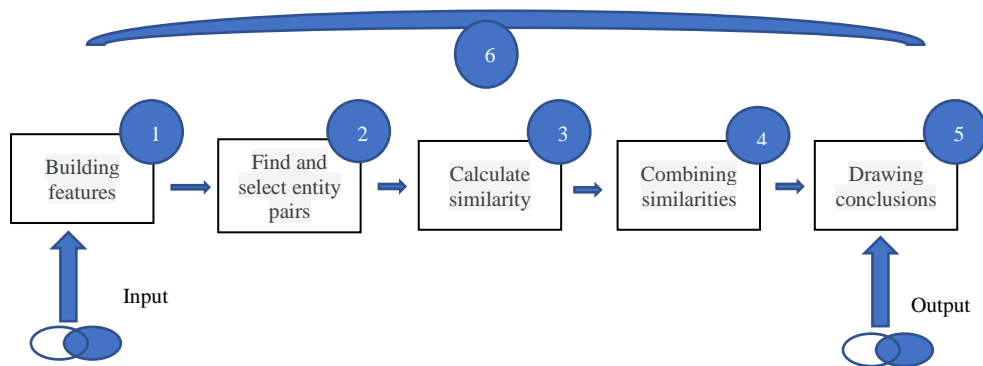 6
1
2
3
4
5
Building
features
Find and
select entity
pairs
Calculate
similarity
Combining
similarities
Drawing
conclusions
Input
Output